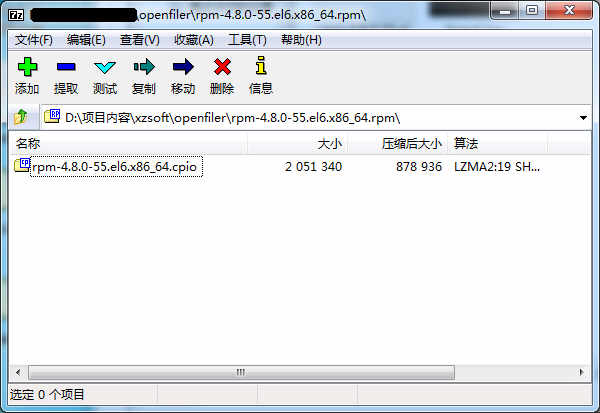 7z openfiler\rpm-4.8.0-55.el6.x86_64.rpm\
文件(F) 编辑(E) 查看(V) 收藏(A) 工具(T) 帮助(H)
添加 提取 测试 复制 移动 删除 信息
D:\项目内容\xzsoft\openfiler\rpm-4.8.0-55.el6.x86_64.rpm\
名称 大小 压缩后大小 算法
rpm-4.8.0-55.el6.x86_64.cpio 2 051 340 878 936 LZMA2:19 SH...
选定 0 个项目